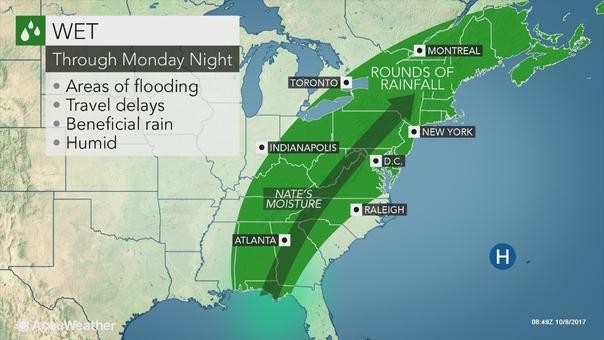 WET
Through Monday Night
Areas of flooding
Travel delays
Beneficial rain
Humid
MONTREAL
ROUNDS OF
RAINFALL
TORONTO
NEW YORK
INDIANAPOLIS
D.C.
NATE'S
MOISTURE
RALEIGH
ATLANTA
H
AccuWeather
08:49Z 10/8/2017